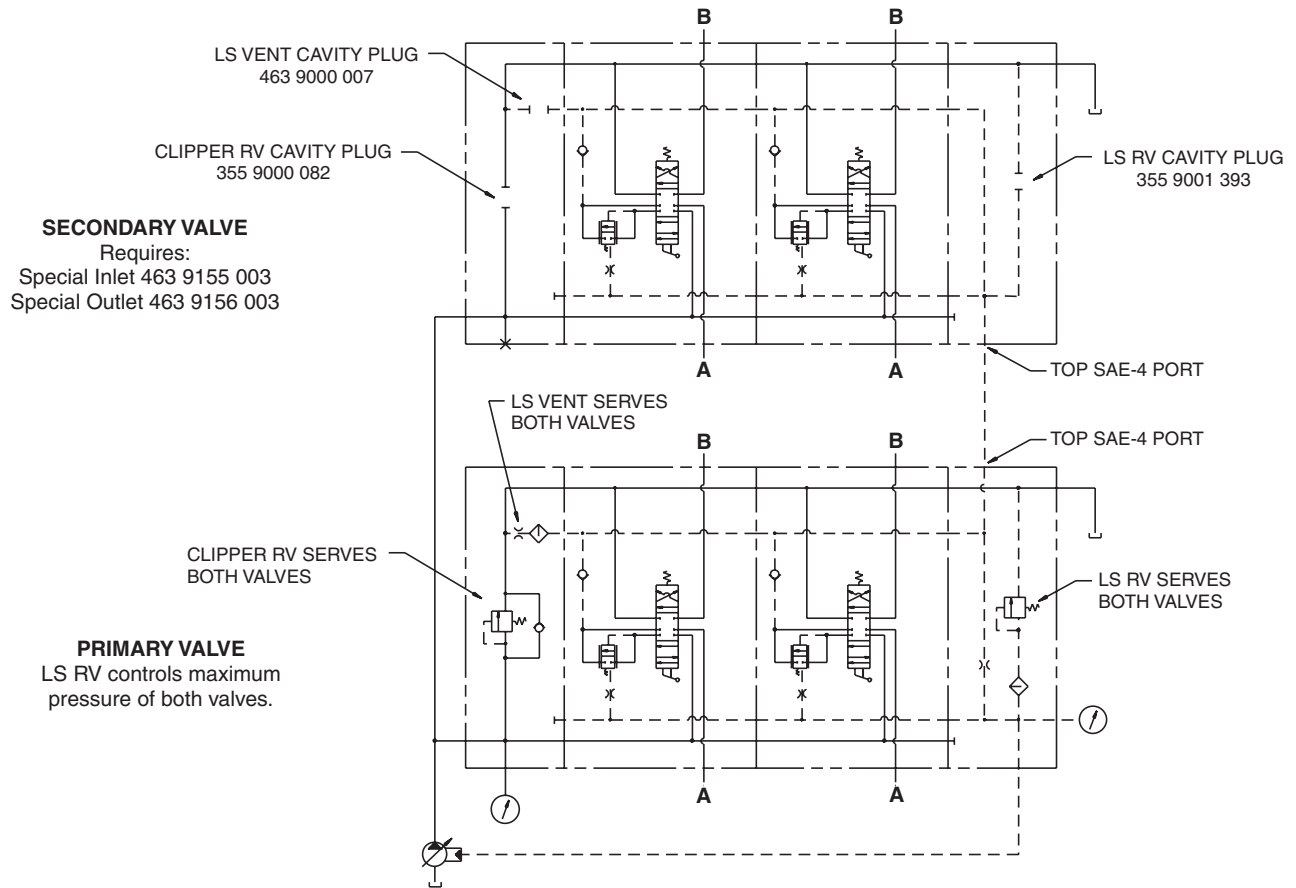 B
B
LS VENT CAVITY PLUG
463 9000 007
CLIPPER RV CAVITY PLUG
355 9000 082
LS RV CAVITY PLUG
355 9001 393
SECONDARY VALVE
Requires:
Special Inlet 463 9155 003
Special Outlet 463 9156 003
A
A
TOP SAE-4 PORT
LS VENT SERVES
BOTH VALVES
TOP SAE-4 PORT
B
B
CLIPPER RV SERVES
BOTH VALVES
LS RV SERVES
BOTH VALVES
PRIMARY VALVE
LS RV controls maximum
pressure of both valves.
A
A